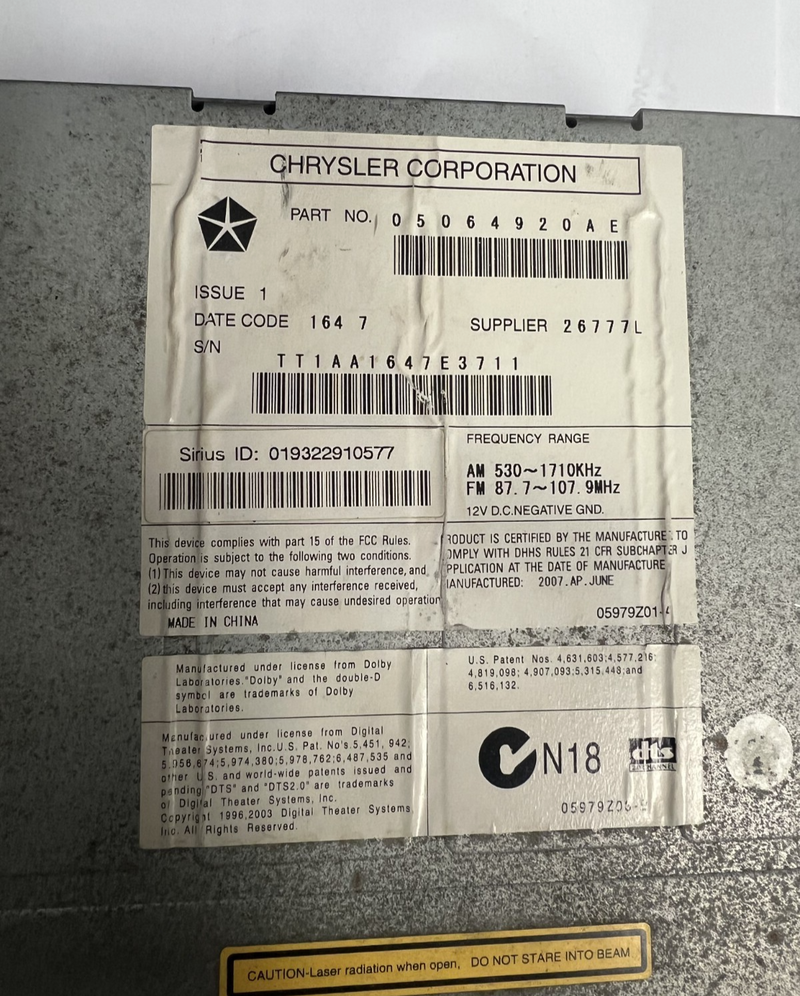 CHRYSLER CORPORATION
PART NO. 05064920AE
ISSUE 1
DATE CODE 164 7 SUPPLIER 26777L
S/N
TT1AA1647E3711
Sirius ID: 019322910577
FREQUENCY RANGE
AM 530~1710KHz
FM 87.7~107.9MHz
12V D.C.NEGATIVE GND.
This device complies with part 15 of the FCC Rules.
Operation is subject to the following two conditions.
(1) This device may not cause harmful interference, and
(2) this device must accept any interference received,
including interference that may cause undesired operation
MADE IN CHINA
RODUCT IS CERTIFIED BY THE MANUFACTURE TO
OMPLY WITH DHHS RULES 21 CFR SUBCHAPTER J
PPLICATION AT THE DATE OF MANUFACTURE
IANUFACTURED: 2007.AP.JUNE
05979Z01-
Manufactured under license from Dolby
Laboratories."Dolby" and the double-D
symbol are trademarks of Dolby
Laboratories.
U.S. Patent Nos. 4,631,603;4,577,216;
4,819,098; 4,907,093;5,315,448;and
6,516,132.
Manufactured under license from Digital
Theater Systems, Inc.U.S. Pat. No's.5,451, 942;
5,956,674;5,974,380;5,978,762;6,487,535 and
other U.S. and world-wide patents issued and
pending "DTS" and "DTS2.0" are trademarks
of Digital Theater Systems, Inc.
Copyright 1996,2003 Digital Theater Systems,
Inc. All Rights Reserved.
N18
dts
05979Z0
CAUTION-Laser radiation when open, DO NOT STARE INTO BEAM